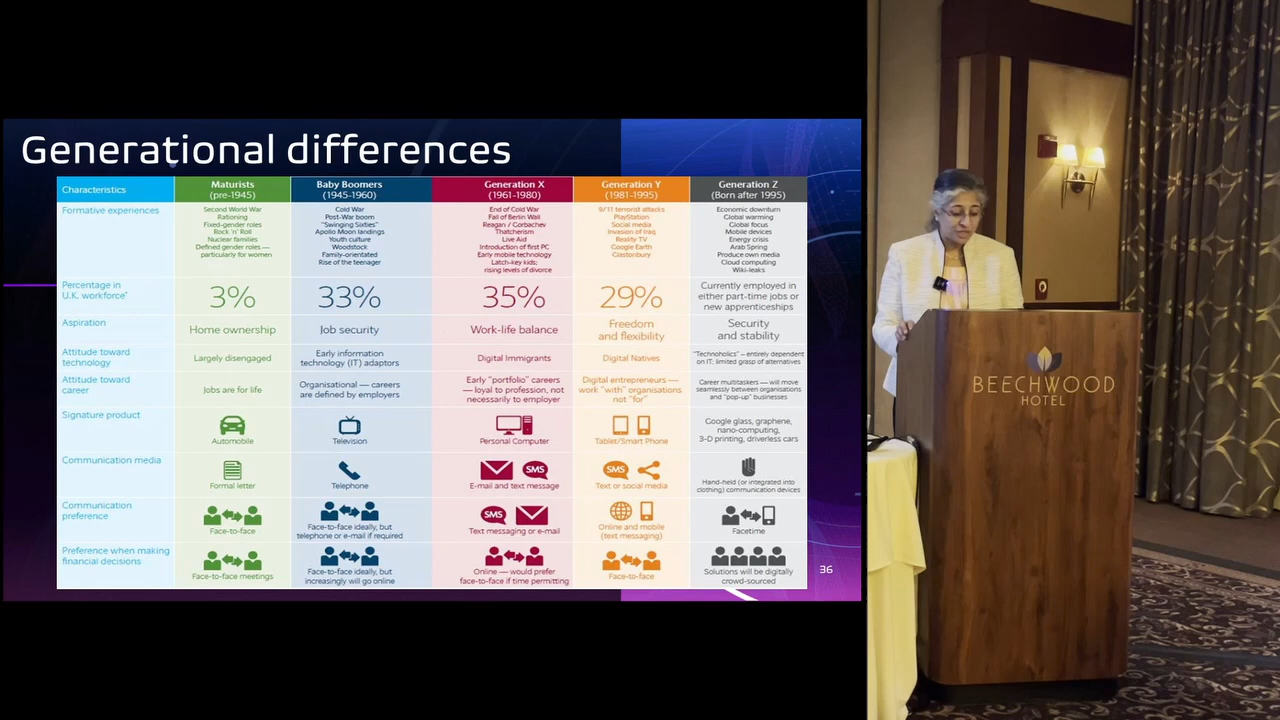 Generational differences
Characteristics
Maturists
(pre-1945)
Baby Boomers
(1945-1960)
Generation X
(1961-1980)
Generation Y
(1981-1995)
Generation Z
(Born after 1995)
Formative experiences
Second World War
Rationing
Fixed-gender roles
Rock 'n' Roll
Nuclear families
Defined gender roles —
particularly for women
Cold War
Post-War boom
"Swinging Sixties"
Apollo Moon landings
Youth culture
Woodstock
Family-orientated
Rise of the teenager
End of Cold War
Fall of Berlin Wall
Reagan / Gorbachev
Thatcherism
Live Aid
Introduction of first PC
Early mobile technology
Latch-key kids;
rising levels of divorce
9/11 terrorist attacks
PlayStation
Social media
Invasion of Iraq
Reality TV
Google Earth
Glastonbury
Economic downturn
Global warming
Global focus
Mobile devices
Energy crisis
Arab Spring
Produce own media
Cloud computing
Wiki-leaks
Percentage in
U.K. workforce*
3%
33%
35%
29%
Currently employed in
either part-time jobs or
new apprenticeships
Aspiration
Home ownership
Job security
Work-life balance
Freedom
and flexibility
Security
and stability
Attitude toward
technology
Largely disengaged
Early information
technology (IT) adaptors
Digital Immigrants
Digital Natives
"Technoholics" – entirely dependent
on IT; limited grasp of alternatives
Attitude toward
career
Jobs are for life
Organisational — careers
are defined by employers
Early "portfolio" careers
— loyal to profession, not
necessarily to employer
Digital entrepreneurs —
work "with" organisations
not "for"
Career multitaskers — will move
seamlessly between organisations
and "pop-up" businesses
Signature product
Automobile
Television
Personal Computer
Tablet/Smart Phone
Google glass, graphene,
nano-computing,
3-D printing, driverless cars
Communication media
Formal letter
Telephone
SMS
E-mail and text message
SMS
Text or social media
Hand-held (or integrated into
clothing) communication devices
Communication
preference
Face-to-face
Face-to-face ideally, but
telephone or e-mail if required
SMS
Text messaging or e-mail
Online and mobile
(text messaging)
Facetime
Preference when making
financial decisions
Face-to-face meetings
Face-to-face ideally, but
increasingly will go online
Online — would prefer
face-to-face if time permitting
Face-to-face
Solutions will be digitally
crowd-sourced
36
BEECHWOOD
HOTEL